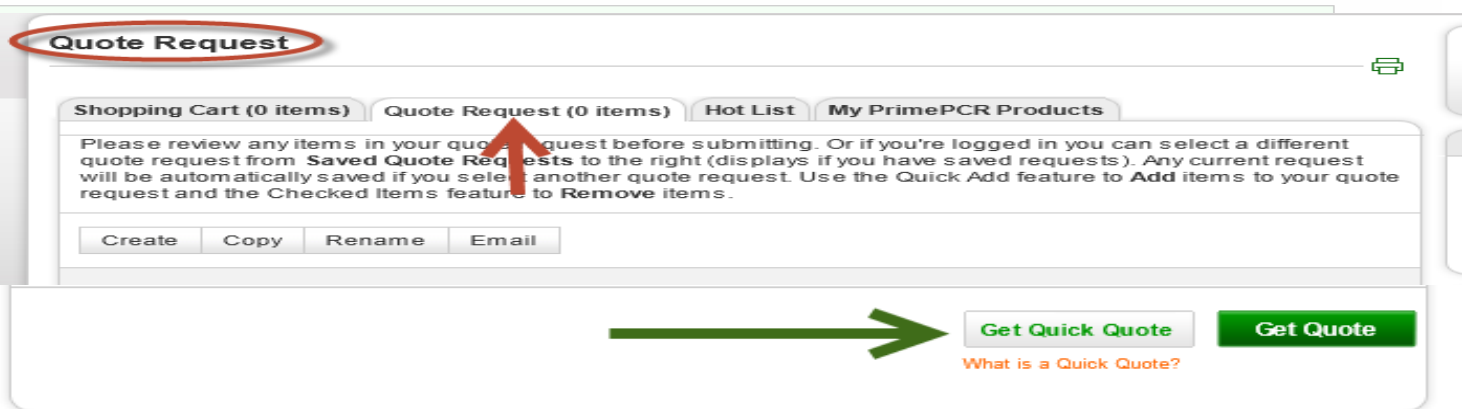 Quote Request
Shopping Cart (0 items) Quote Request (0 items) Hot List My PrimePCR Products
Please review any items in your quote request before submitting. Or if you're logged in you can select a different
quote request from Saved Quote Requests to the right (displays if you have saved requests). Any current request
will be automatically saved if you select another quote request. Use the Quick Add feature to Add items to your quote
request and the Checked Items feature to Remove items.
Create Copy Rename Email
Get Quick Quote Get Quote
What is a Quick Quote?